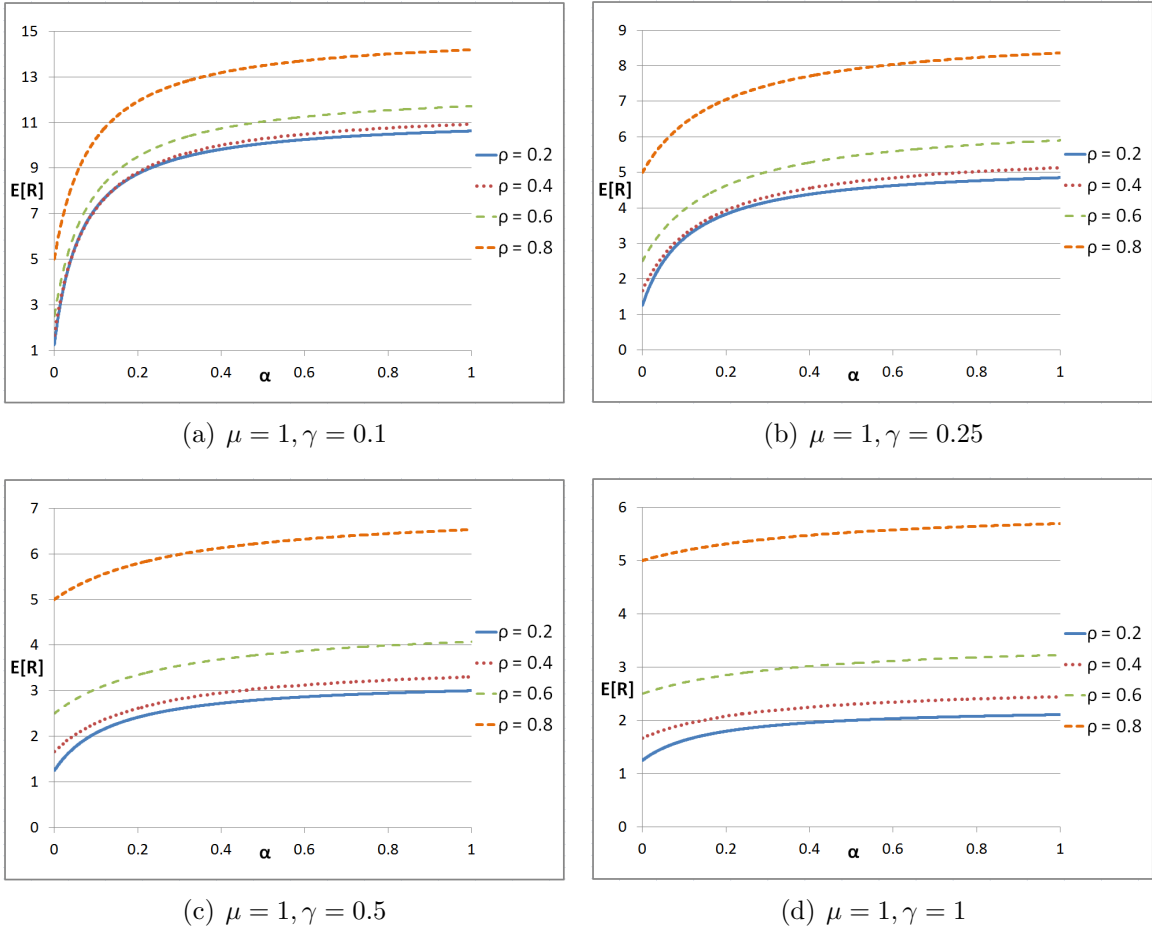 15
13
11
9
7
5
3
1
E[R]
0
0.2
0.4
0.6
0.8
1
α
ρ = 0.2
ρ = 0.4
ρ = 0.6
ρ = 0.8
(a) μ = 1, γ = 0.1
9
8
7
6
5
4
3
2
1
0
E[R]
0
0.2
0.4
0.6
0.8
1
α
ρ = 0.2
ρ = 0.4
ρ = 0.6
ρ = 0.8
(b) μ = 1, γ = 0.25
7
6
5
4
3
2
1
0
E[R]
0
0.2
0.4
0.6
0.8
1
α
ρ = 0.2
ρ = 0.4
ρ = 0.6
ρ = 0.8
(c) μ = 1, γ = 0.5
6
5
4
3
2
1
0
E[R]
0
0.2
0.4
0.6
0.8
1
α
ρ = 0.2
ρ = 0.4
ρ = 0.6
ρ = 0.8
(d) μ = 1, γ = 1